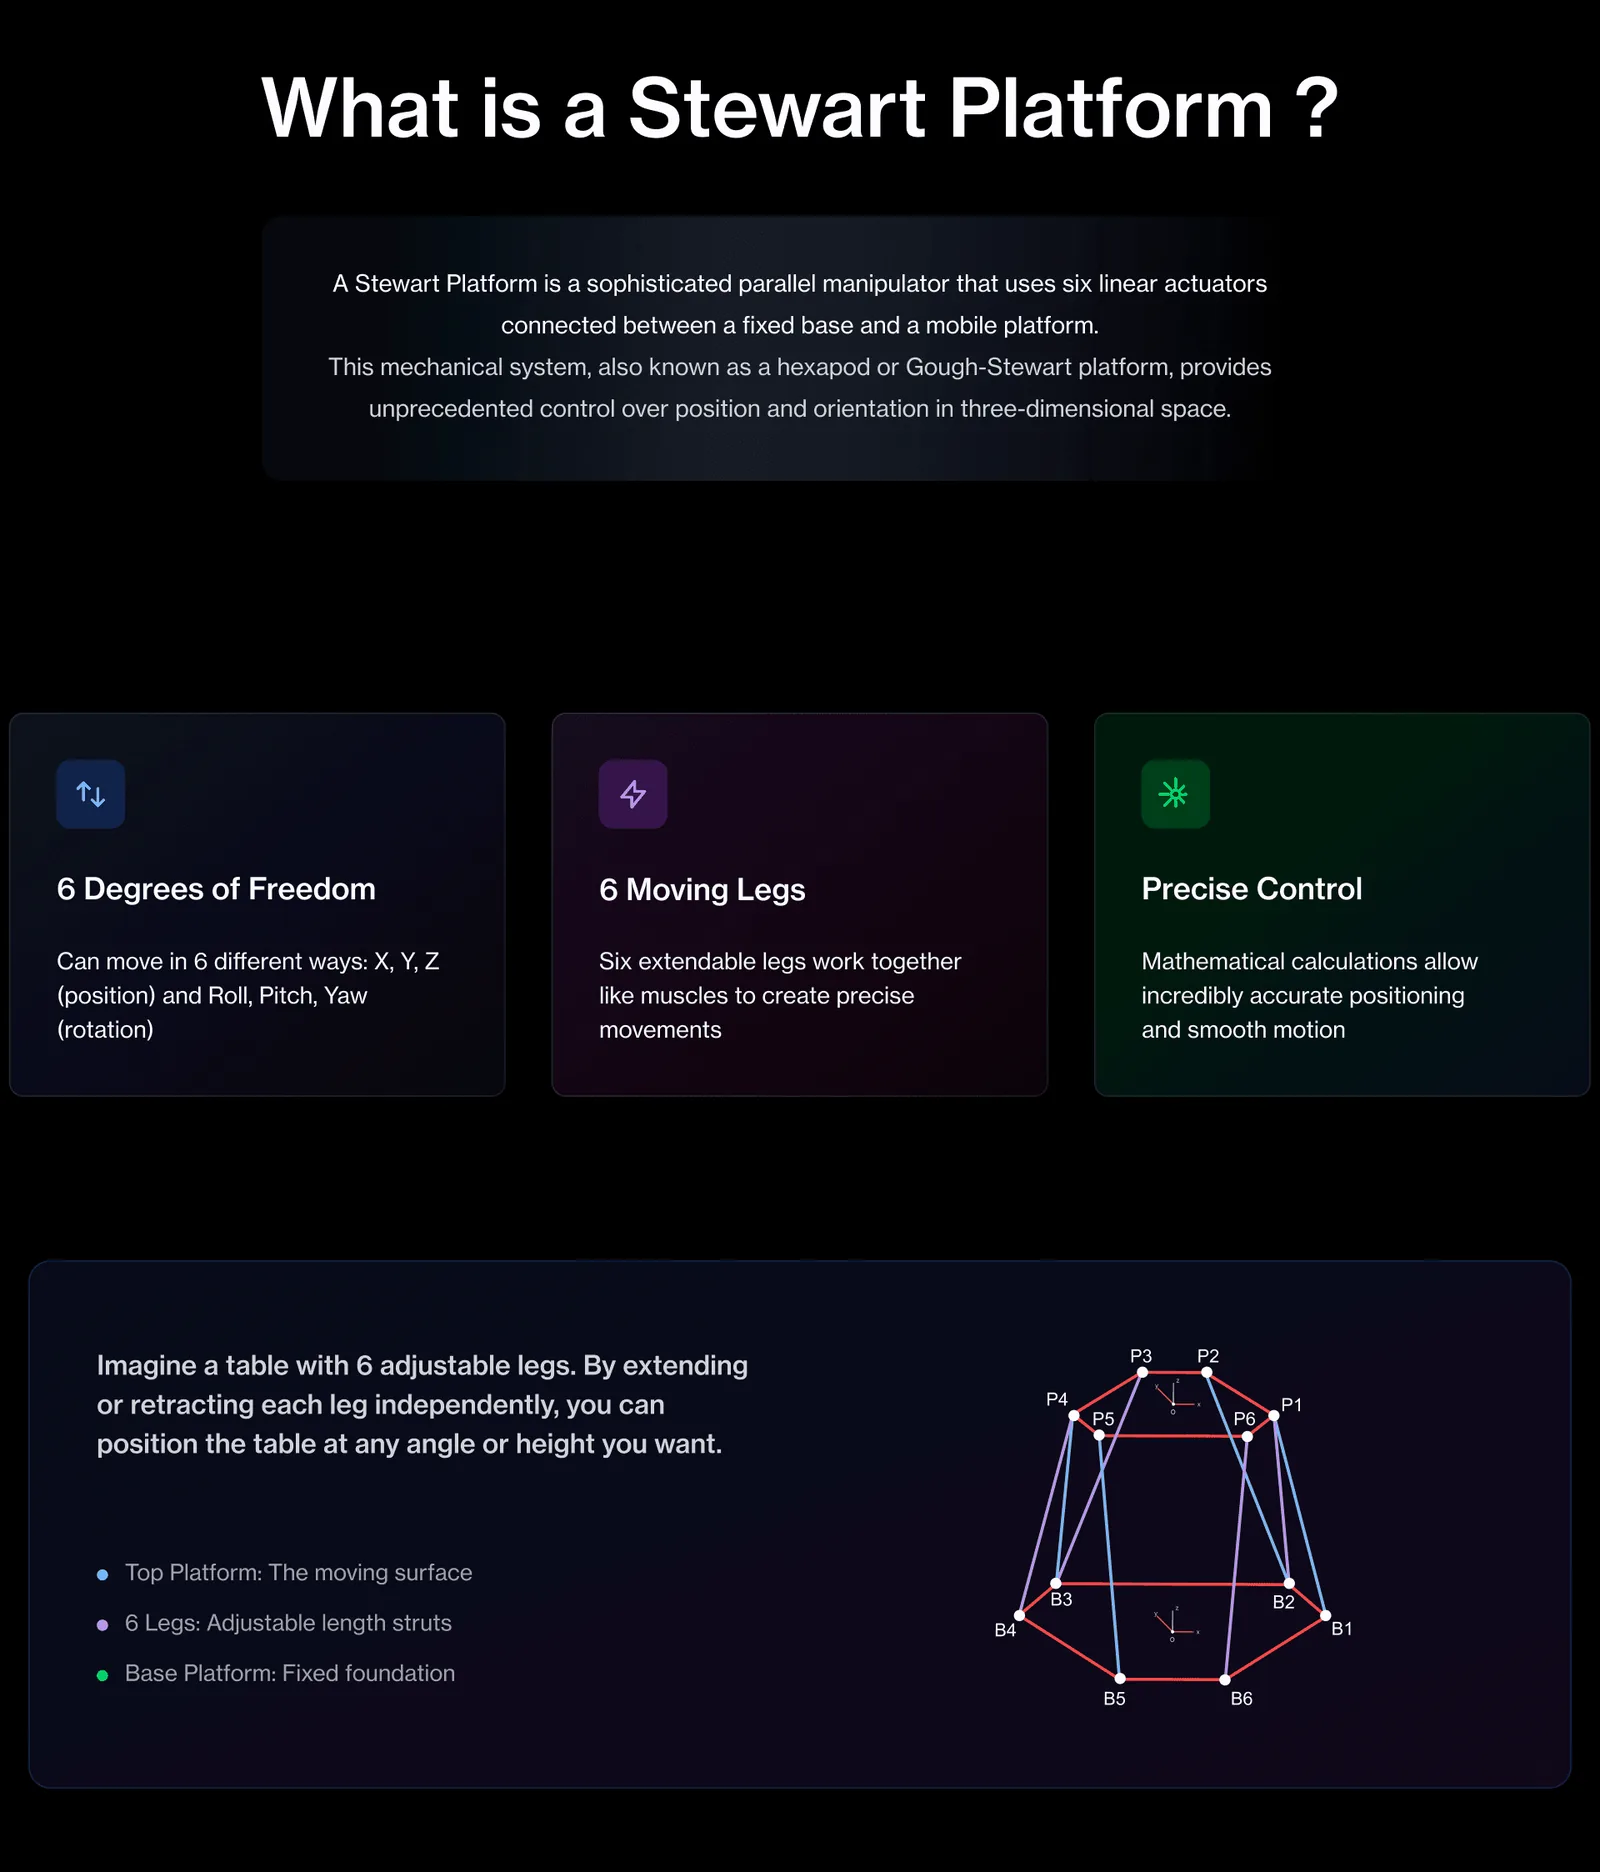 What is a Stewart Platform ?
A Stewart Platform is a sophisticated parallel manipulator that uses six linear actuators
connected between a fixed base and a mobile platform.
This mechanical system, also known as a hexapod or Gough-Stewart platform, provides
unprecedented control over position and orientation in three-dimensional space.
6 Degrees of Freedom
Can move in 6 different ways: X, Y, Z
(position) and Roll, Pitch, Yaw
(rotation)
6 Moving Legs
Six extendable legs work together
like muscles to create precise
movements
Precise Control
Mathematical calculations allow
incredibly accurate positioning
and smooth motion
Imagine a table with 6 adjustable legs. By extending
or retracting each leg independently, you can
position the table at any angle or height you want.
Top Platform: The moving surface
6 Legs: Adjustable length struts
Base Platform: Fixed foundation
P3 P2
P4 P1
P5 P6
y z x
O
B3 B2
B4 B1
y z x
O
B5 B6